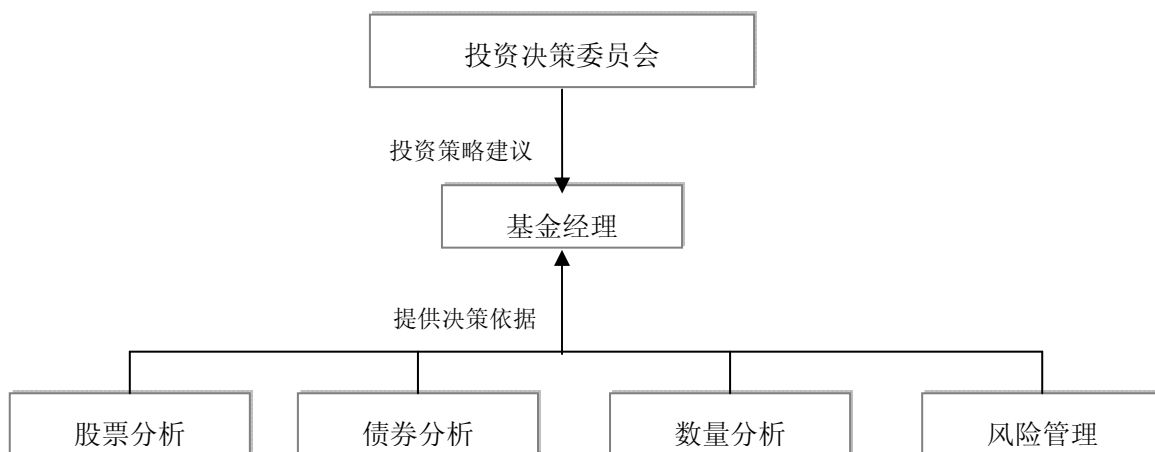 投资决策委员会
投资策略建议
基金经理
提供决策依据
股票分析
债券分析
数量分析
风险管理